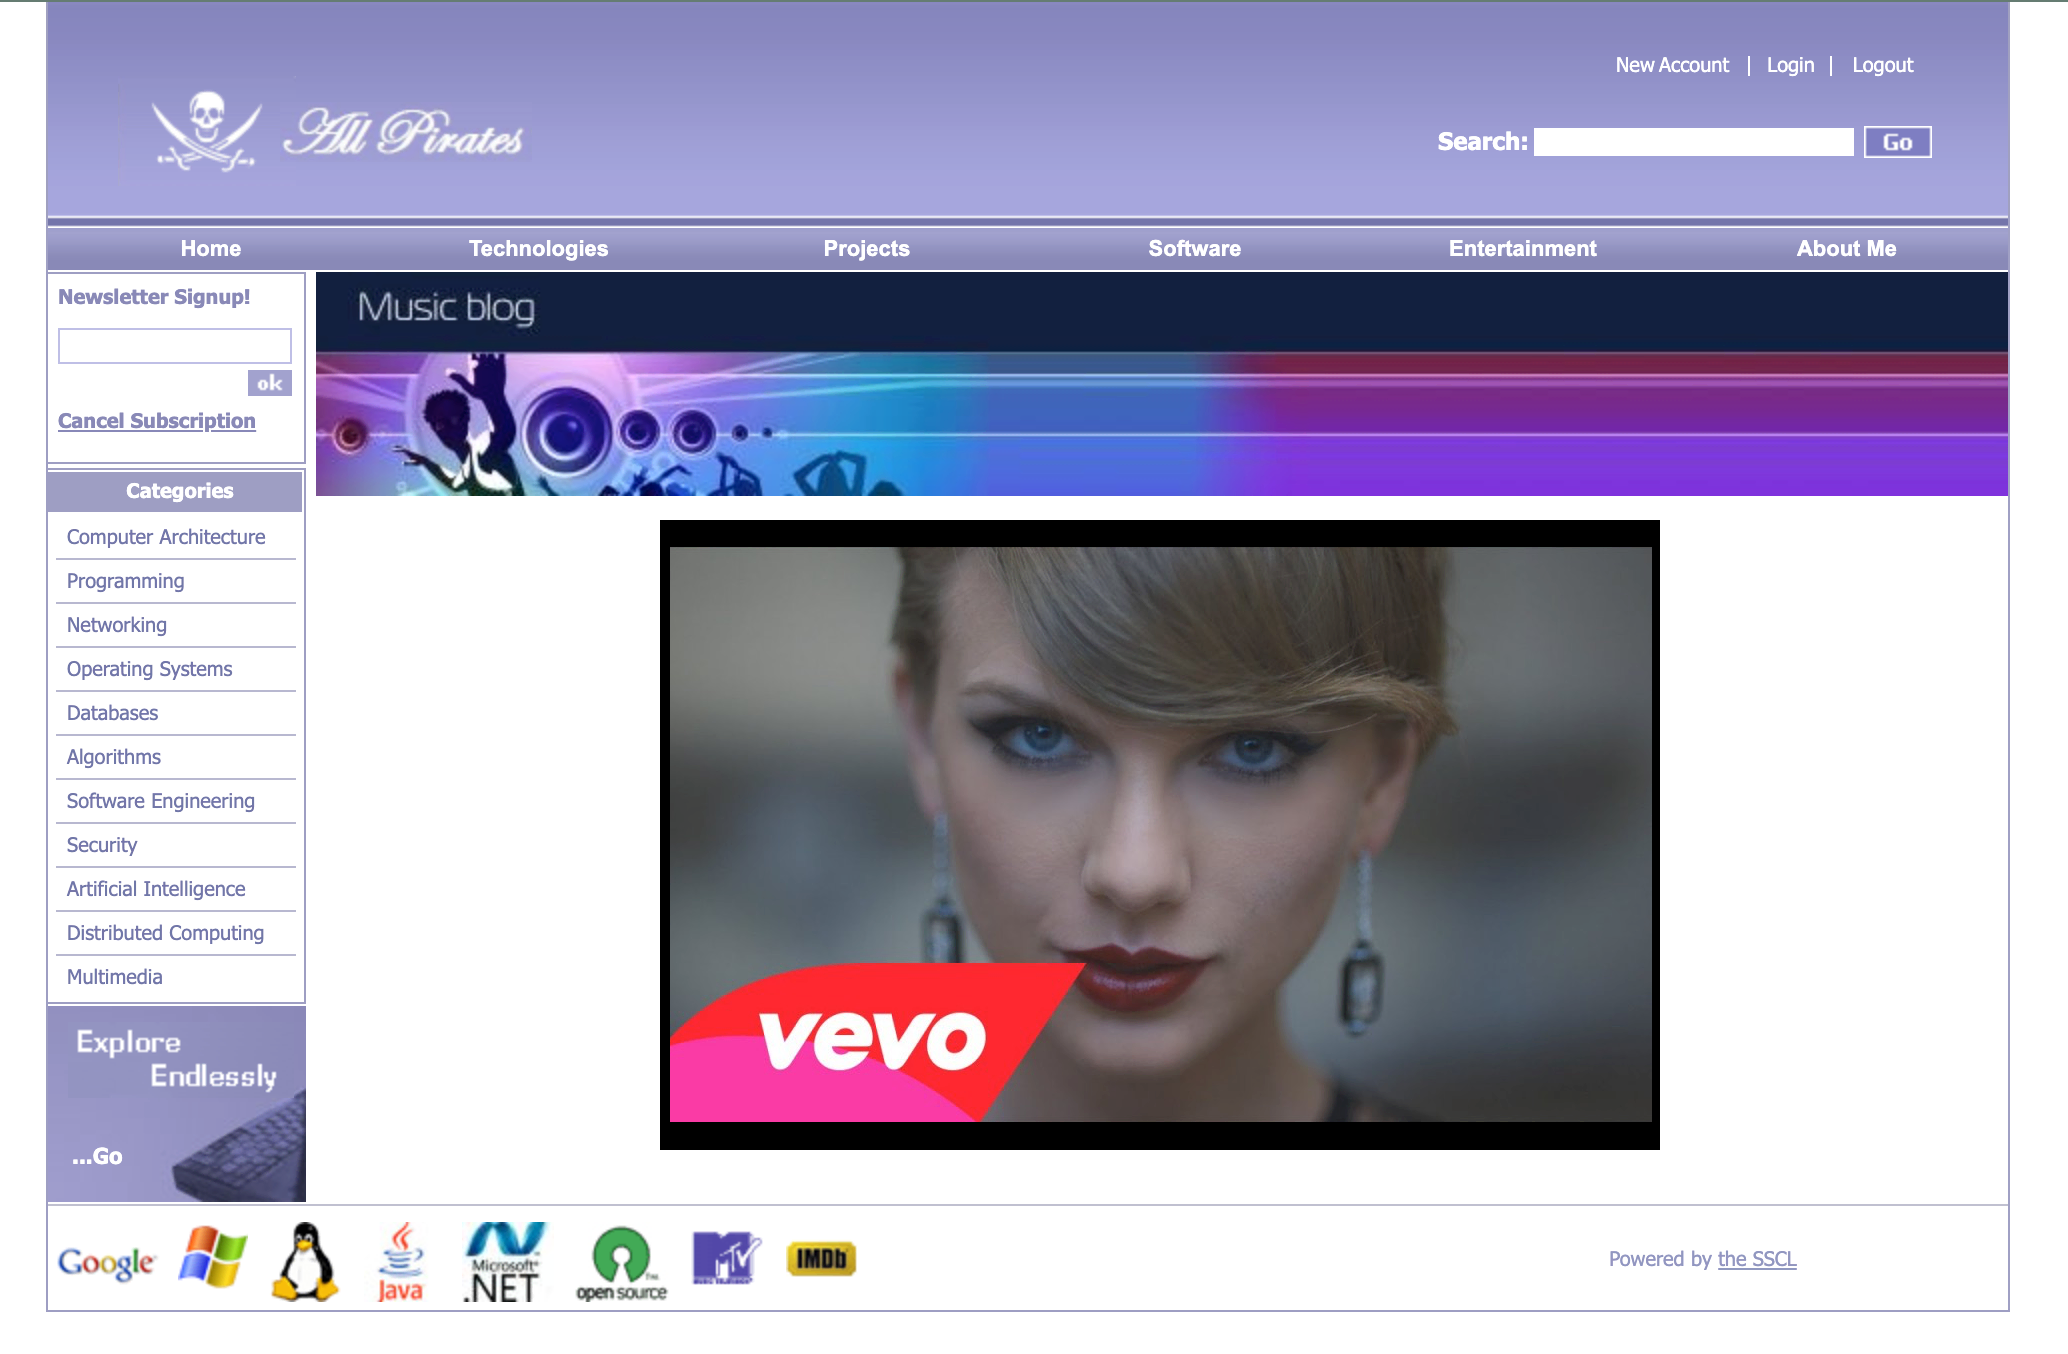 New Account | Login | Logout
All Pirates
Search: Go
Home Technologies Projects Software Entertainment About Me
Newsletter Signup!
ok
Cancel Subscription
Categories
Computer Architecture
Programming
Networking
Operating Systems
Databases
Algorithms
Software Engineering
Security
Artificial Intelligence
Distributed Computing
Multimedia
Explore
Endlessly
...Go
Music blog
vevo
Google
Java
Microsoft
.NET
open source
MTV
IMDb
Powered by the SSCL